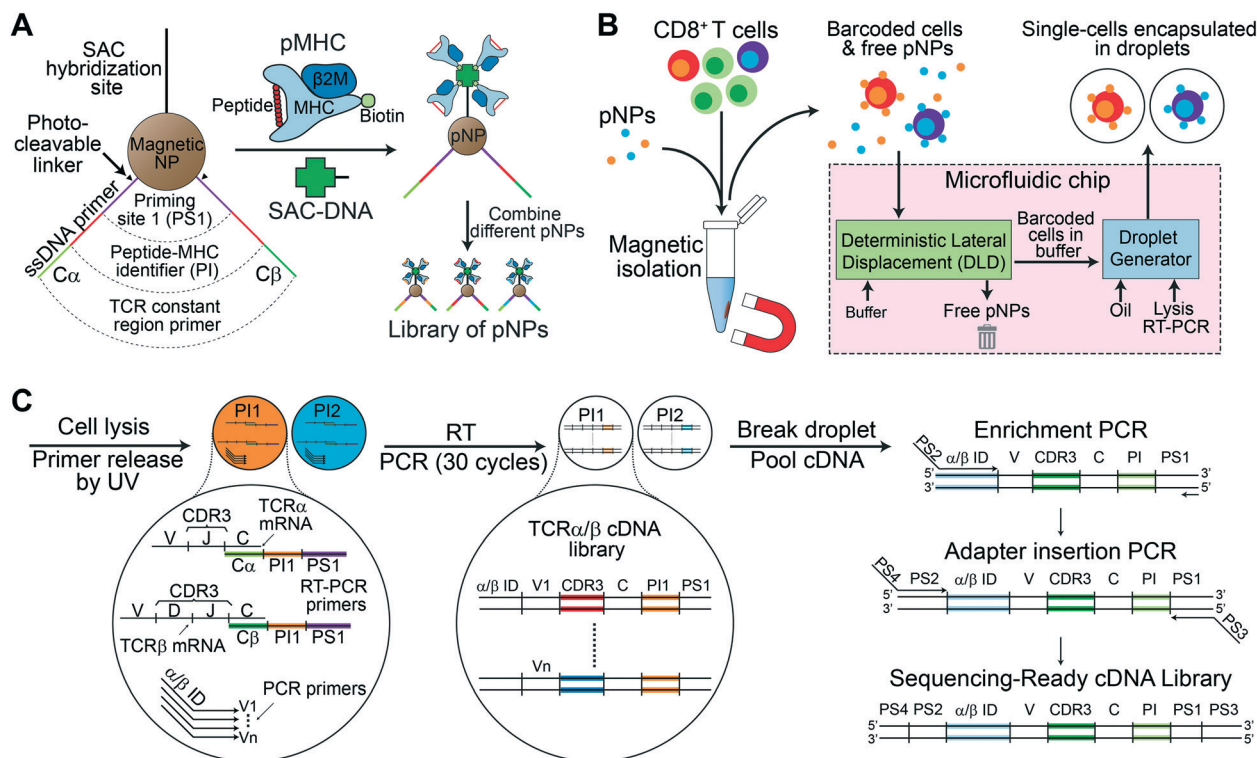 A
SAC
hybridization
site
Photo-
cleavable
linker
Magnetic
NP
ssDNA primer
Priming
site 1 (PS1)
Peptide-MHC
identifier (PI)
Cα
Cβ
TCR constant
region primer
pMHC
β2M
Peptide
MHC
Biotin
SAC-DNA
pNP
Combine
different pNPs
Library of pNPs
B
CD8+ T cells
pNPs
Magnetic
isolation
Barcoded cells
& free pNPs
Single-cells encapsulated
in droplets
Microfluidic chip
Deterministic Lateral
Displacement (DLD)
Barcoded
cells in
buffer
Droplet
Generator
Buffer
Free pNPs
Oil
Lysis
RT-PCR
C
Cell lysis
Primer release
by UV
PI1
PI2
RT
PCR (30 cycles)
PI1
PI2
Break droplet
Pool cDNA
CDR3
V J C
TCRα
mRNA
Cα PI1 PS1
RT-PCR
primers
CDR3
V D J C
TCRβ mRNA
Cβ PI1 PS1
α/β ID
V1
Vn
PCR primers
TCRα/β cDNA
library
α/β ID V1 CDR3 C PI1 PS1
Vn
Enrichment PCR
PS2 α/β ID V CDR3 C PI PS1
5' 3'
3' 5'
Adapter insertion PCR
PS4 PS2 α/β ID V CDR3 C PI PS1
5' 3'
3' 5'
PS3
Sequencing-Ready cDNA Library
PS4 PS2 α/β ID V CDR3 C PI PS1 PS3
5' 3'
3' 5'